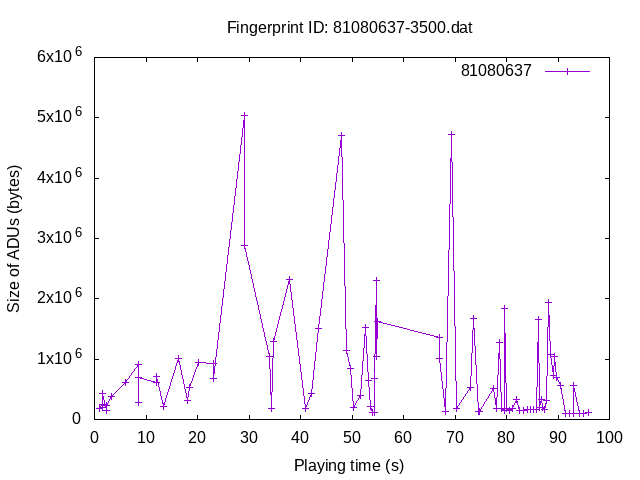 Fingerprint ID: 81080637-3500.dat
81080637
Size of ADUs (bytes)
6x10^6
5x10^6
4x10^6
3x10^6
2x10^6
1x10^6
0
0 10 20 30 40 50 60 70 80 90 100
Playing time (s)